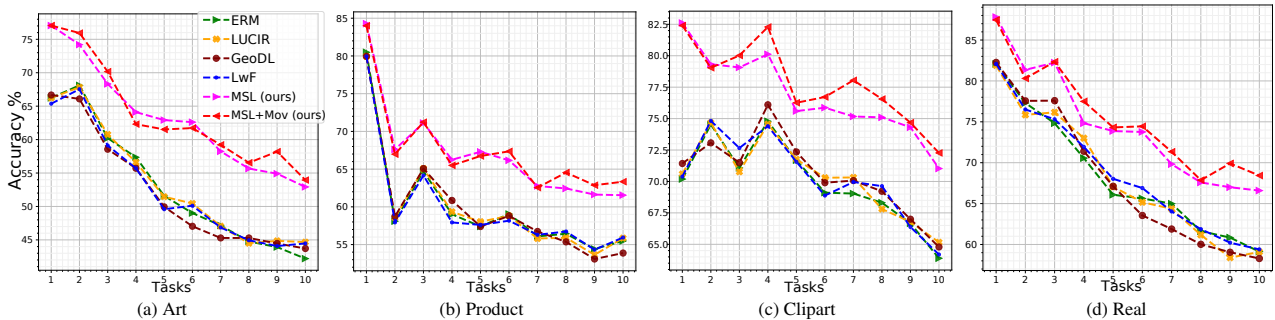 Accuracy %
75
70
65
60
55
50
45
1 2 3 4 5 6 7 8 9 10
Tasks
ERM
LUCIR
GeoDL
LwF
MSL (ours)
MSL+Mov (ours)
(a) Art
85
80
75
70
65
60
55
1 2 3 4 5 6 7 8 9 10
Tasks
(b) Product
82.5
80.0
77.5
75.0
72.5
70.0
67.5
65.0
1 2 3 4 5 6 7 8 9 10
Tasks
(c) Clipart
85
80
75
70
65
60
1 2 3 4 5 6 7 8 9 10
Tasks
(d) Real